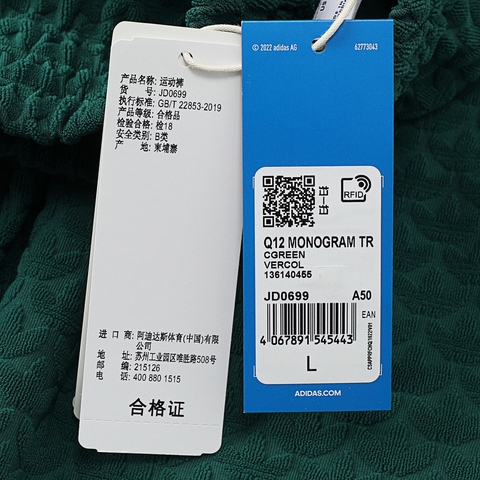 产品名称: 运动裤
货 号: JD0699
执行标准: GB/T 22853-2019
产品等级: 合格品
检验合格: 检18
安全类别: B类
产 地: 柬埔寨
进 口 商: 阿迪达斯体育(中国)有限
公司
地 址: 苏州工业园区唯胜路508号
邮 编: 215126
电 话: 400 880 1515
合格证
© 2022 adidas AG 62773043
RFID
Q12 MONOGRAM TR
CGREEN
VERCOL
136140455
JD0699 A50
EAN
4 067891 545443
L
ADIDAS.COM